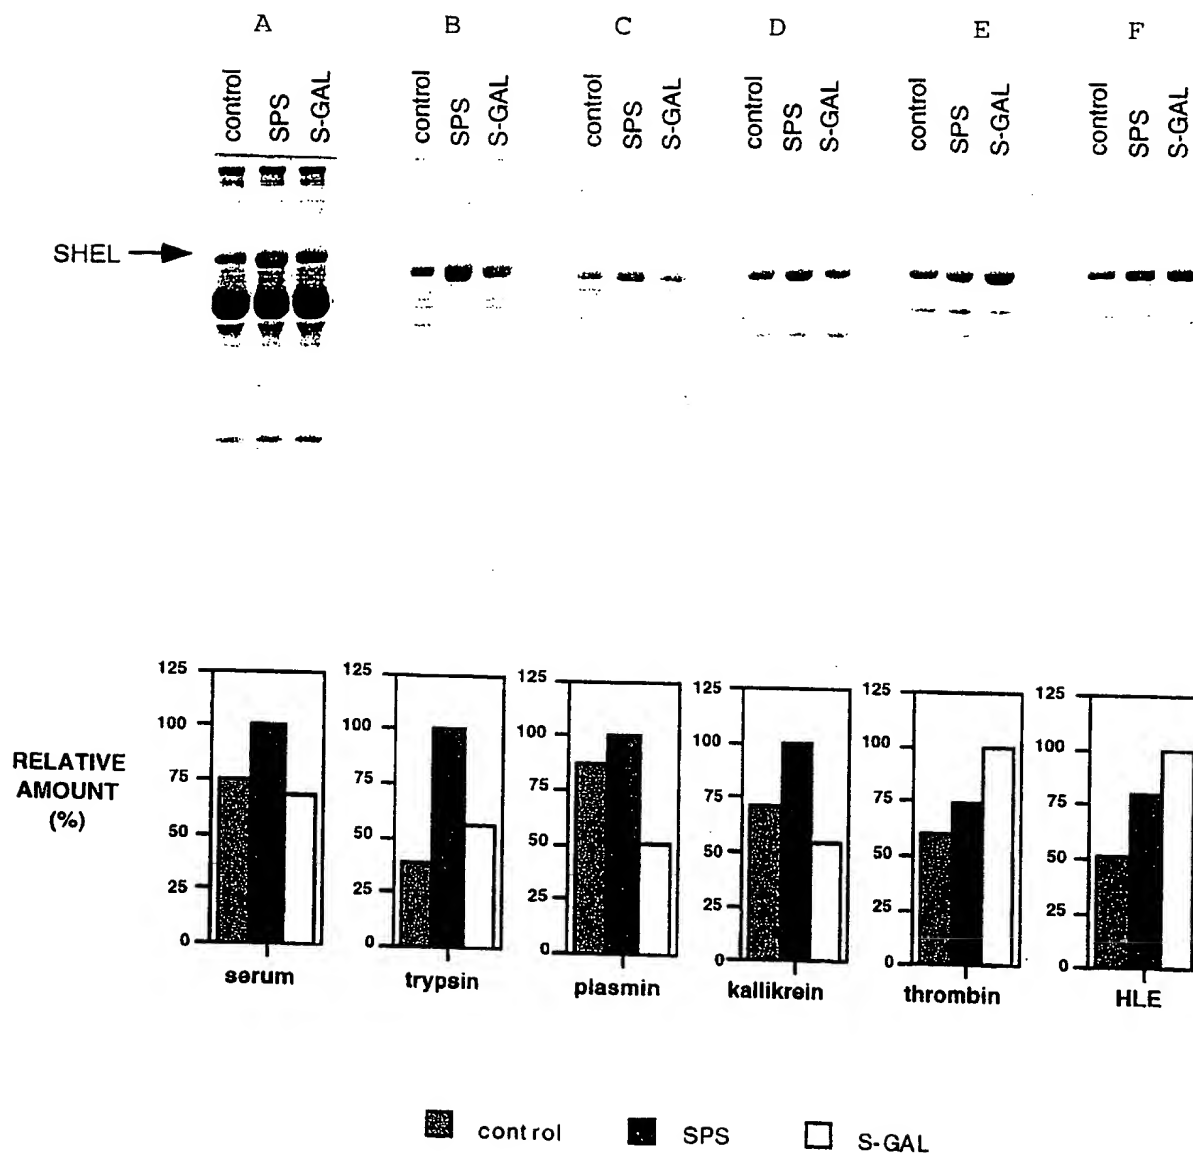 A B C D E F
control SPS S-GAL control SPS S-GAL control SPS S-GAL control SPS S-GAL control SPS S-GAL control SPS S-GAL
SHEL
125 125 125 125 125 125
100 100 100 100 100 100
75 75 75 75 75 75
50 50 50 50 50 50
25 25 25 25 25 25
0 0 0 0 0 0
RELATIVE
AMOUNT
(%)
serum trypsin plasmin kallikrein thrombin HLE
control SPS S-GAL